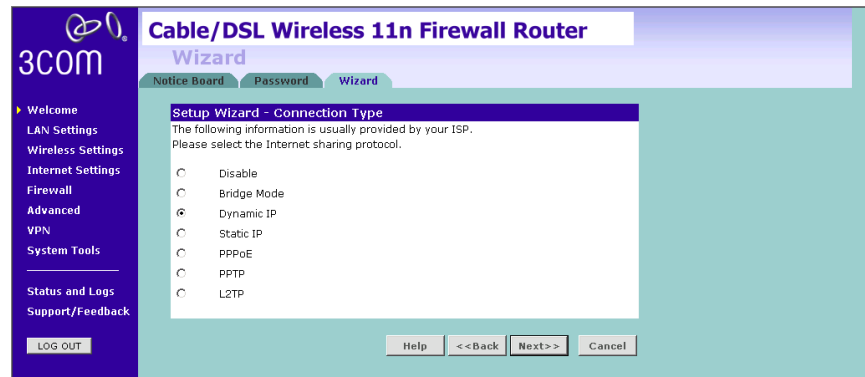 3COM
Cable/DSL Wireless 11n Firewall Router
Wizard
Notice Board Password Wizard
Welcome
LAN Settings
Wireless Settings
Internet Settings
Firewall
Advanced
VPN
System Tools
Status and Logs
Support/Feedback
LOG OUT
Setup Wizard - Connection Type
The following information is usually provided by your ISP.
Please select the Internet sharing protocol.
Disable
Bridge Mode
Dynamic IP
Static IP
PPPoE
PPTP
L2TP
Help <<Back Next>> Cancel